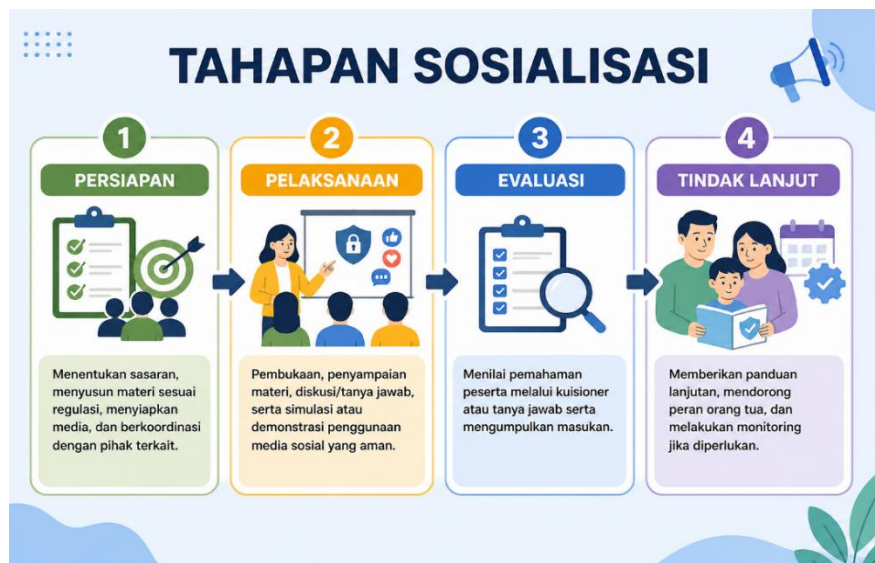 TAHAPAN SOSIALISASI
1
PERSIAPAN
Menentukan sasaran,
menyusun materi sesuai
regulasi, menyiapkan
media, dan berkoordinasi
dengan pihak terkait.
2
PELAKSANAAN
Pembukaan, penyampaian
materi, diskusi/tanya jawab,
serta simulasi atau
demonstrasi penggunaan
media sosial yang aman.
3
EVALUASI
Menilai pemahaman
peserta melalui kuisioner
atau tanya jawab serta
mengumpulkan masukan.
4
TINDAK LANJUT
Memberikan panduan
lanjutan, mendorong
peran orang tua, dan
melakukan monitoring
jika diperlukan.